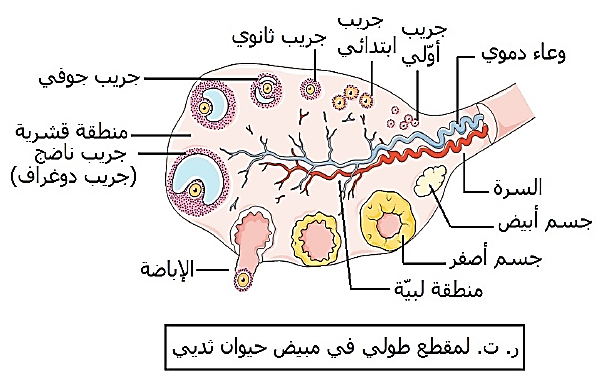 وعاء دموي
جريب
أوّلي
جريب
ابتدائي
جريب ثانوي
جريب جوفي
منطقة قشرية
جريب ناضج
(جريب دوغراف)
السرة
جسم أبيض
جسم أصفر
منطقة لبيّة
الإباضة
ر. ت. لمقطع طولي في مبيض حيوان ثديي